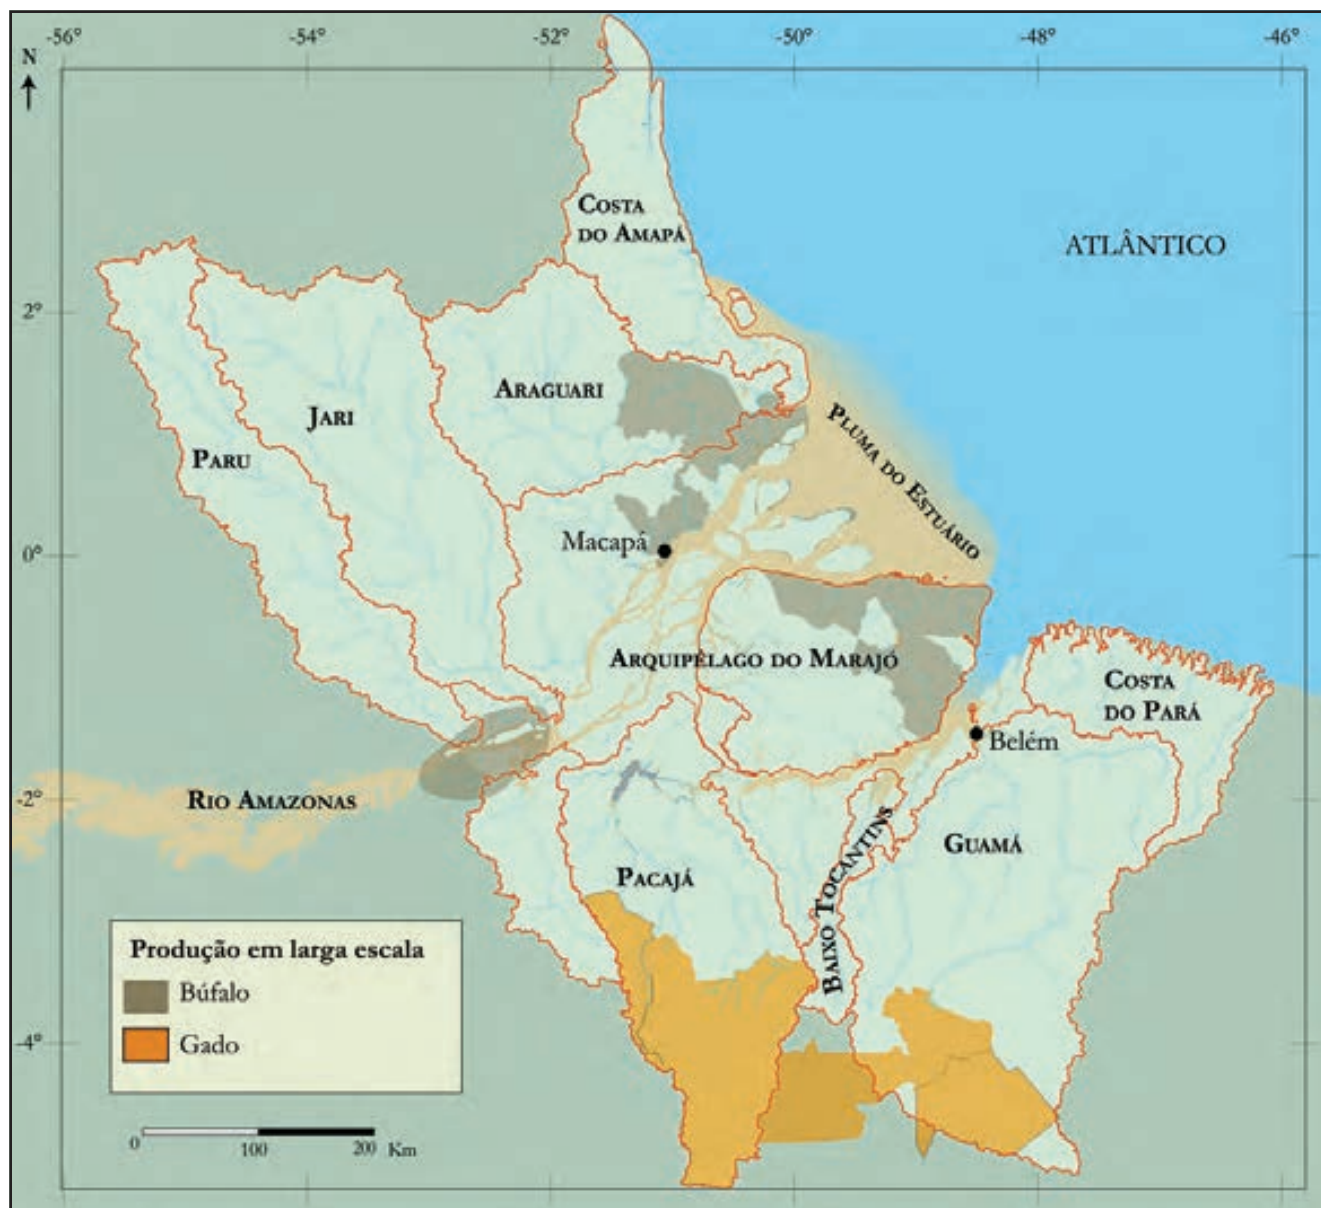 -56°
-54°
-52°
-50°
-48°
-46°
N
COSTA
DO AMAPÁ
ATLÂNTICO
2°
ARAGUARI
JARI
PARU
PLUMA DO ESTUÁRIO
Macapá
0°
ARQUIPÉLAGO DO MARAJÓ
COSTA
DO PARÁ
Belém
-2°
RIO AMAZONAS
BAIXO TOCANTINS
GUAMÁ
PACAJÁ
Produção em larga escala
Búfalo
Gado
-4°
0
100
200
Km